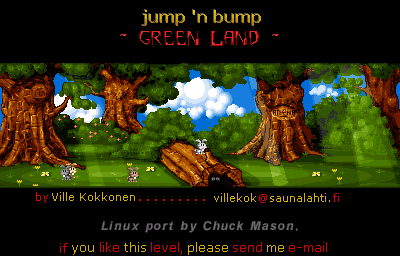 jump 'n bump
~ GREEN LAND ~
by Ville Kokkonen.......... villekok@saunalahti.fi
Linux port by Chuck Mason.
if you like this level, please send me e-mail